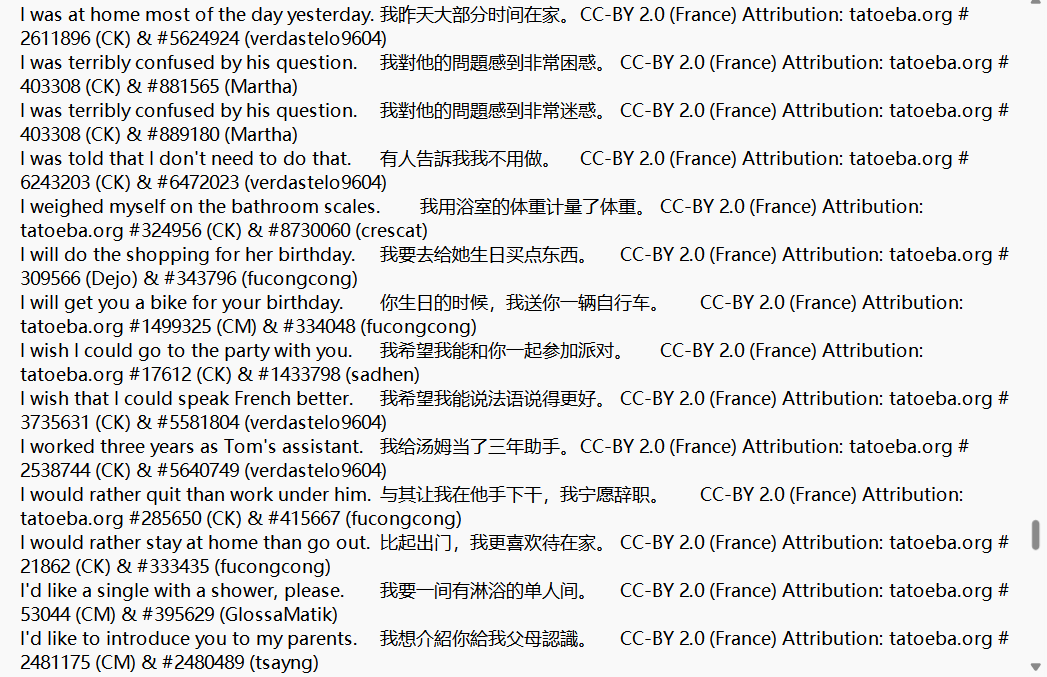 I was at home most of the day yesterday. 我昨天大部分时间在家。 CC-BY 2.0 (France) Attribution: tatoeba.org #
2611896 (CK) & #5624924 (verdastelo9604)
I was terribly confused by his question. 我對他的問題感到非常困惑。 CC-BY 2.0 (France) Attribution: tatoeba.org #
403308 (CK) & #881565 (Martha)
I was terribly confused by his question. 我對他的問題感到非常迷惑。 CC-BY 2.0 (France) Attribution: tatoeba.org #
403308 (CK) & #889180 (Martha)
I was told that I don't need to do that. 有人告訴我我不用做。 CC-BY 2.0 (France) Attribution: tatoeba.org #
6243203 (CK) & #6472023 (verdastelo9604)
I weighed myself on the bathroom scales. 我用浴室的体重计量了体重。 CC-BY 2.0 (France) Attribution:
tatoeba.org #324956 (CK) & #8730060 (crescat)
I will do the shopping for her birthday. 我要去给她生日买点东西。 CC-BY 2.0 (France) Attribution: tatoeba.org #
309566 (Dejo) & #343796 (fucongcong)
I will get you a bike for your birthday. 你生日的时候，我送你一辆自行车。 CC-BY 2.0 (France) Attribution:
tatoeba.org #1499325 (CM) & #334048 (fucongcong)
I wish I could go to the party with you. 我希望我能和你一起参加派对。 CC-BY 2.0 (France) Attribution:
tatoeba.org #17612 (CK) & #1433798 (sadhen)
I wish that I could speak French better. 我希望我能说法语说得更好。 CC-BY 2.0 (France) Attribution: tatoeba.org #
3735631 (CK) & #5581804 (verdastelo9604)
I worked three years as Tom's assistant. 我给汤姆当了三年助手。 CC-BY 2.0 (France) Attribution: tatoeba.org #
2538744 (CK) & #5640749 (verdastelo9604)
I would rather quit than work under him. 与其让我在他手下干，我宁愿辞职。 CC-BY 2.0 (France) Attribution:
tatoeba.org #285650 (CK) & #415667 (fucongcong)
I would rather stay at home than go out. 比起出门，我更喜欢待在家。 CC-BY 2.0 (France) Attribution: tatoeba.org #
21862 (CK) & #333435 (fucongcong)
I'd like a single with a shower, please. 我要一间有淋浴的单人间。 CC-BY 2.0 (France) Attribution: tatoeba.org #
53044 (CM) & #395629 (GlossaMatik)
I'd like to introduce you to my parents. 我想介紹你給我父母認識。 CC-BY 2.0 (France) Attribution: tatoeba.org #
2481175 (CM) & #2480489 (tsayng)